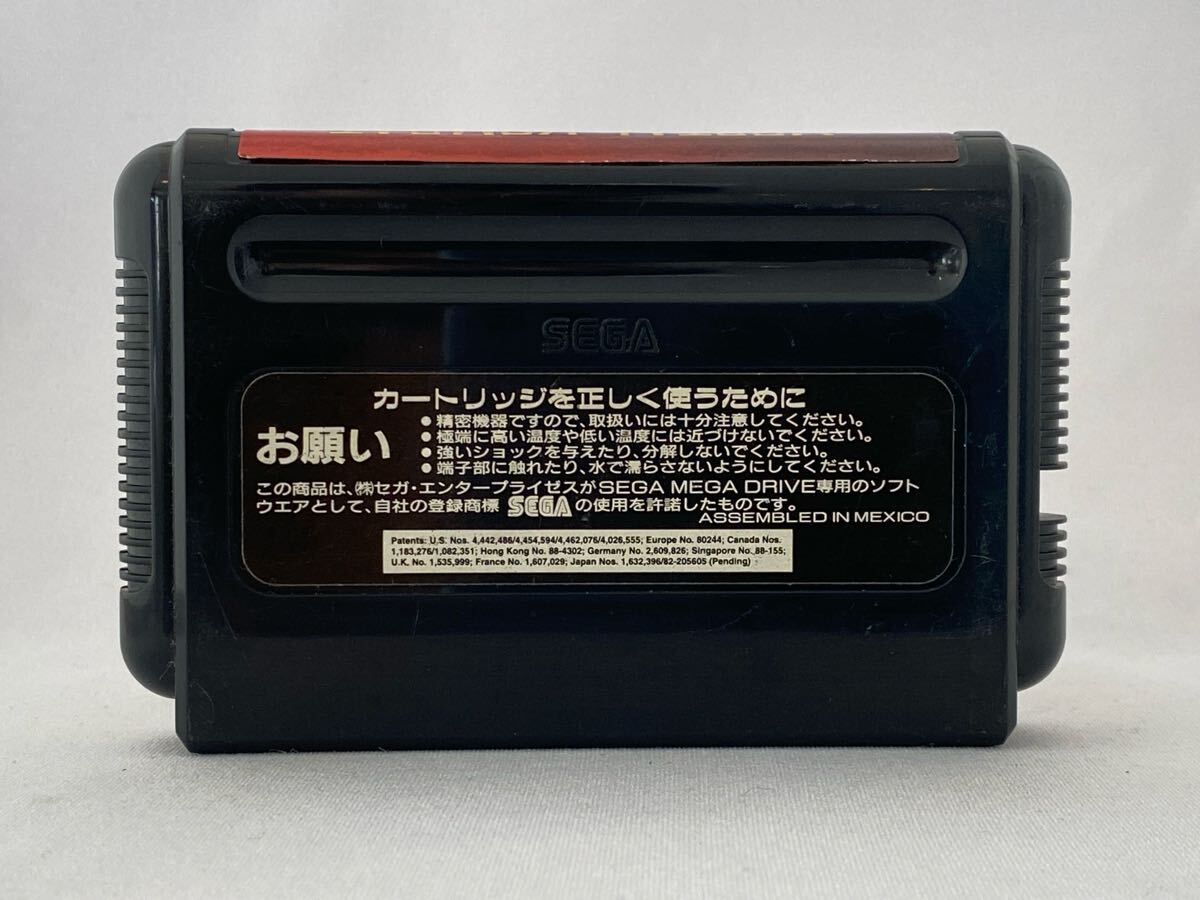 SEGA
カートリッジを正しく使うために
お願い
●精密機器ですので、取扱いには十分注意してください。
●極端に高い温度や低い温度には近づけないでください。
●強いショックを与えたり、分解しないでください。
●端子部に触れたり、水で濡らさないようにしてください。
この商品は、㈱セガ・エンタープライゼスがSEGA MEGA DRIVE専用のソフト
ウエアとして、自社の登録商標 SEGA の使用を許諾したものです。
ASSEMBLED IN MEXICO
Patents: U.S. Nos. 4,442,486/4,454,594/4,462,076/4,026,555; Europe No. 80244; Canada Nos.
1,183,276/1,082,351; Hong Kong No. 88-4302; Germany No. 2,609,826; Singapore No. 88-155;
U.K. No. 1,535,999; France No. 1,607,029; Japan Nos. 1,632,396/82-205605 (Pending)